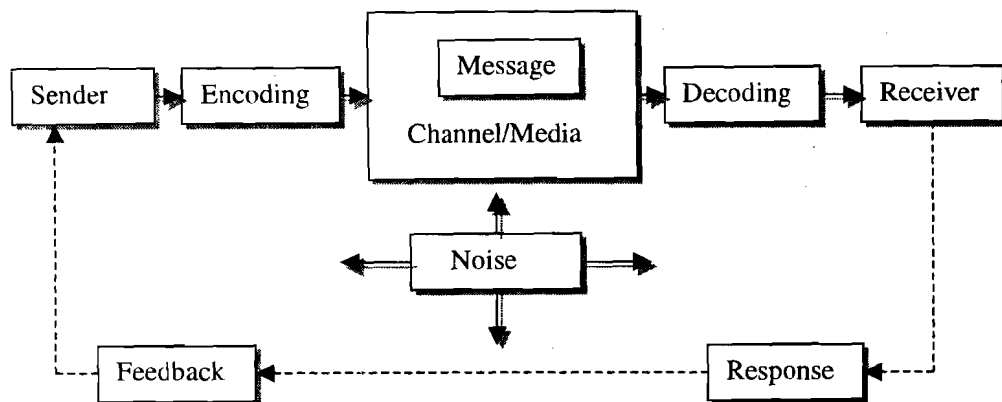 Sender
Encoding
Message
Channel/Media
Decoding
Receiver
Noise
Feedback
Response